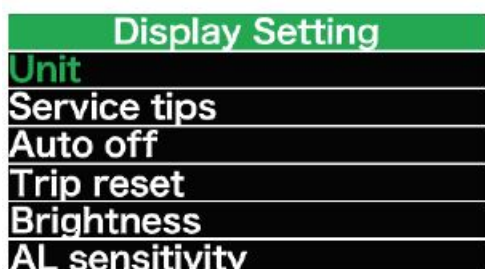 Display Setting
Unit
Service tips
Auto off
Trip reset
Brightness
AL sensitivity